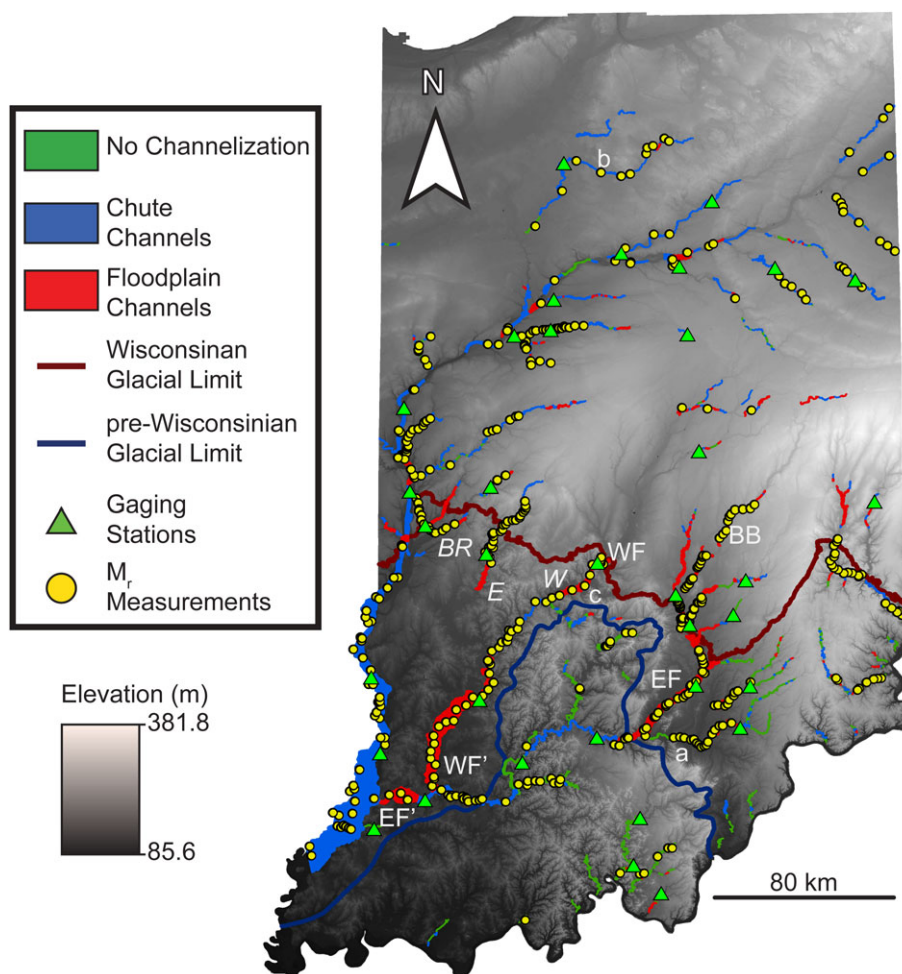 No Channelization
Chute
Channels
Floodplain
Channels
Wisconsinan
Glacial Limit
pre-Wisconsinian
Glacial Limit
Gaging
Stations
Mr
Measurements
Elevation (m)
381.8
85.6
N
b
BR
E
W
WF
c
BB
EF
a
WF'
EF'
80 km